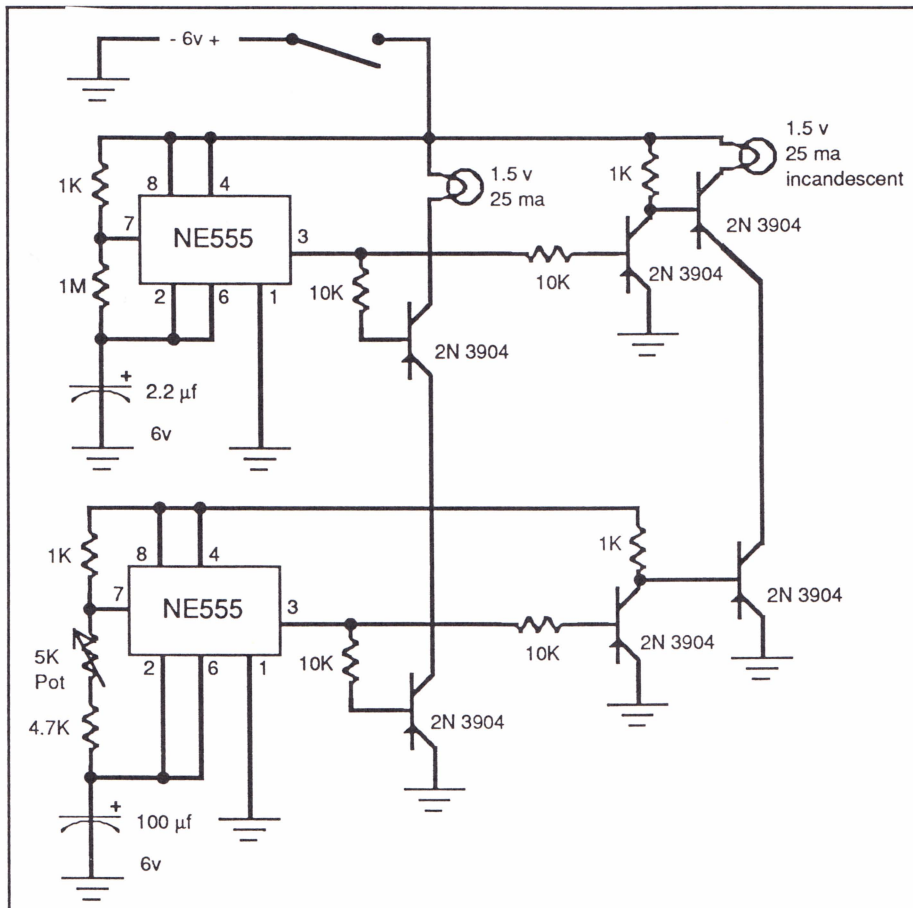 - 6v +
1.5 v
25 ma
incandescent
1K
8
4
1.5 v
25 ma
1K
2N 3904
7
NE555
3
1M
2
6
1
10K
10K
2N 3904
2N 3904
+
2.2 µf
6v
1K
8
4
1K
7
NE555
3
2N 3904
5K
Pot
2
6
1
10K
10K
2N 3904
4.7K
2N 3904
+
100 µf
6v